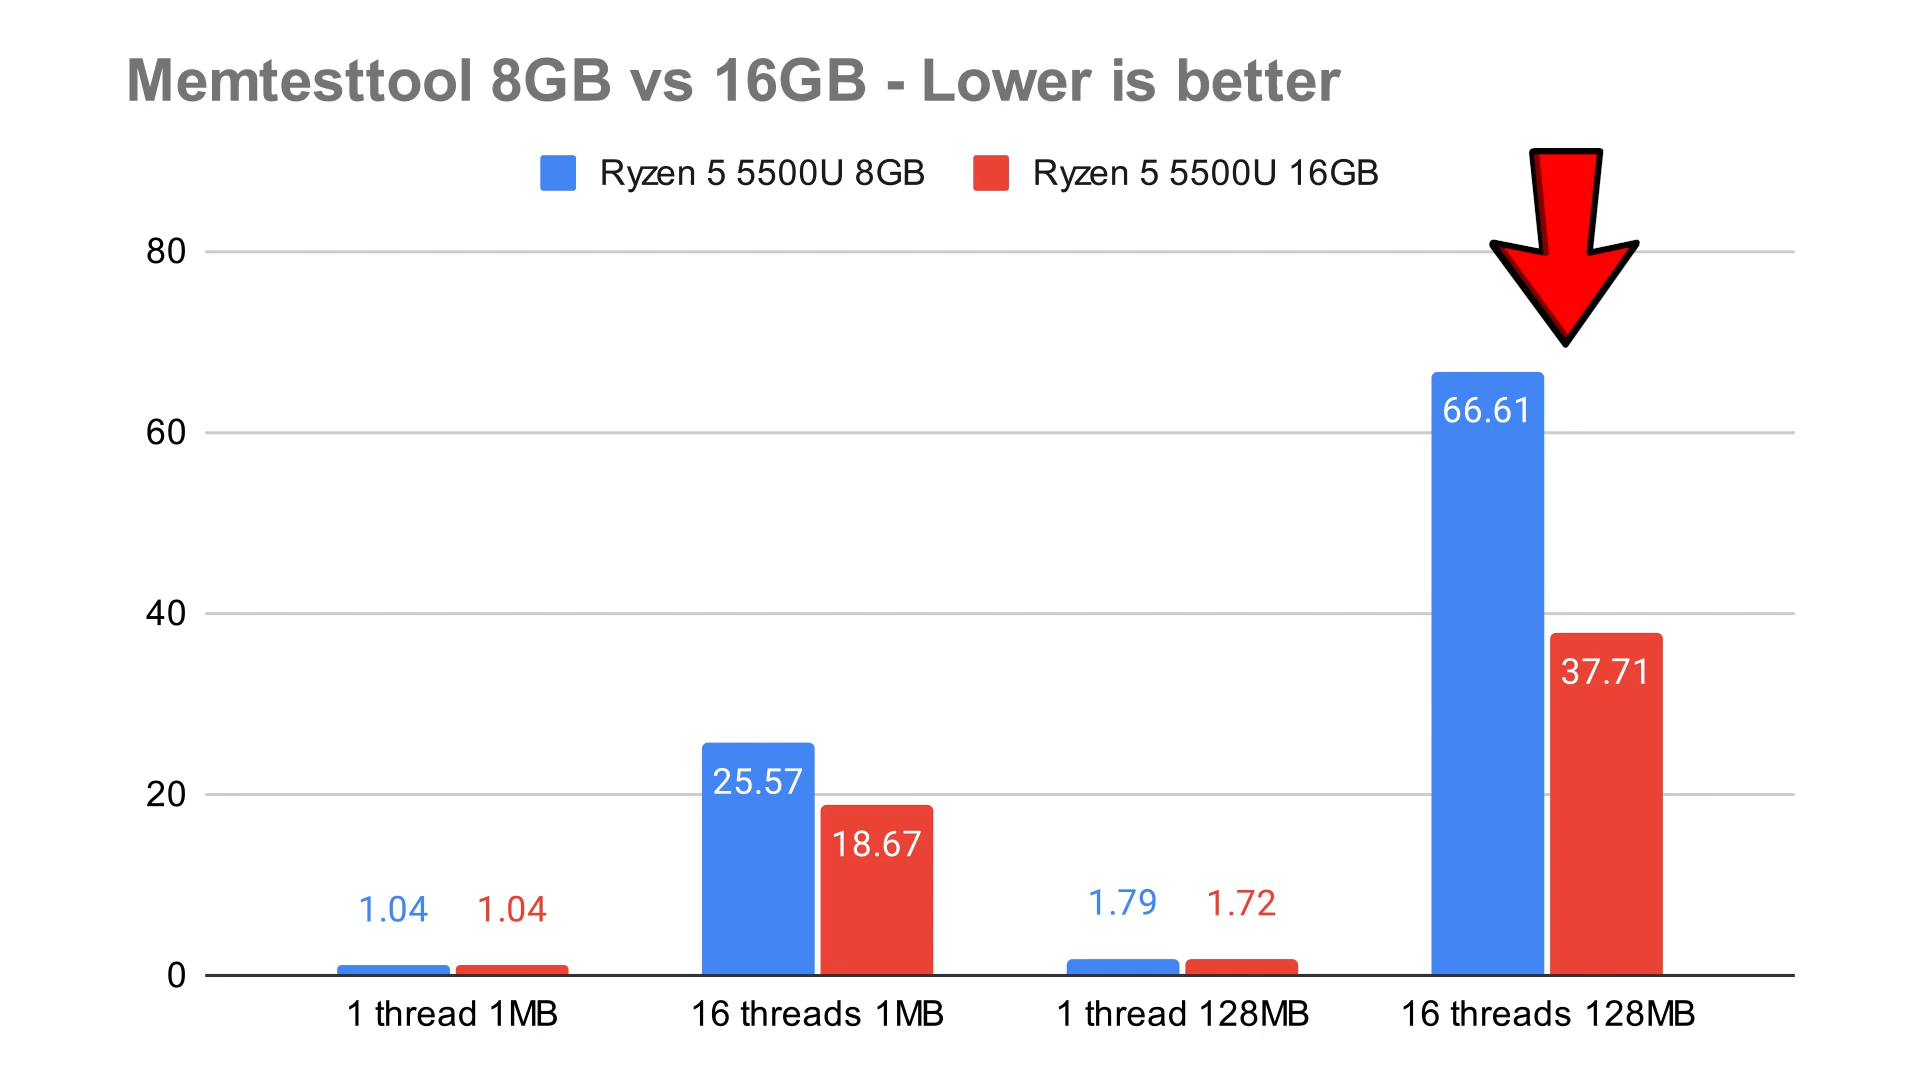 Memtesttool 8GB vs 16GB - Lower is better
Ryzen 5 5500U 8GB
Ryzen 5 5500U 16GB
80
60
40
20
0
66.61
37.71
25.57
18.67
1.04
1.04
1.79
1.72
1 thread 1MB
16 threads 1MB
1 thread 128MB
16 threads 128MB